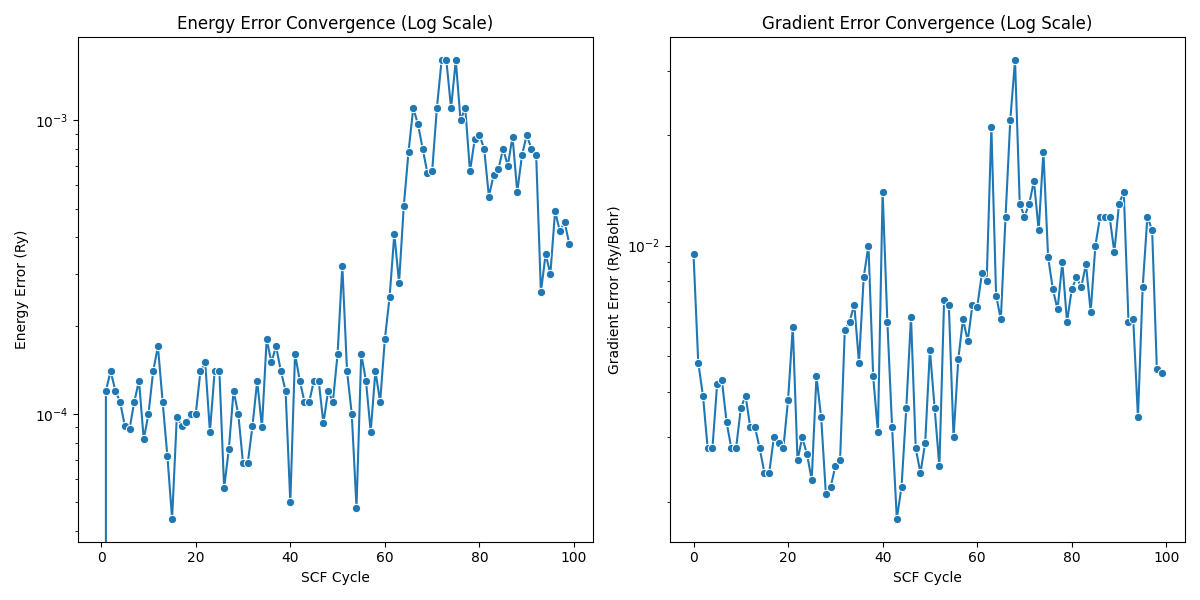 Energy Error Convergence (Log Scale)
Energy Error (Ry)
10⁻³
10⁻⁴
0 20 40 60 80 100
SCF Cycle
Gradient Error Convergence (Log Scale)
Gradient Error (Ry/Bohr)
10⁻²
0 20 40 60 80 100
SCF Cycle